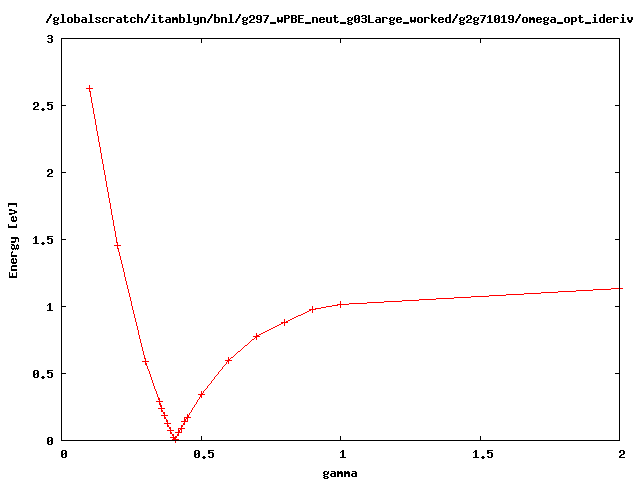 /globalscratch/itamblyn/bnl/g297_wPBE_neut_g03Large_worked/g2g71019/omega_opt_ideriv
3
2.5
2
1.5
1
0.5
0
Energy [eV]
0 0.5 1 1.5 2
gamma